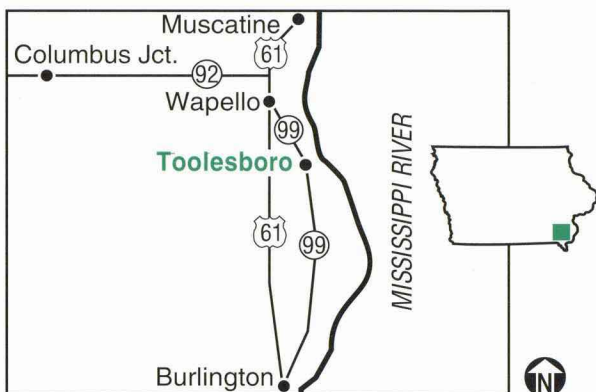 Muscatine
61
Columbus Jct.
92
Wapello
99
Toolesboro
MISSISSIPPI RIVER
61
99
Burlington
N